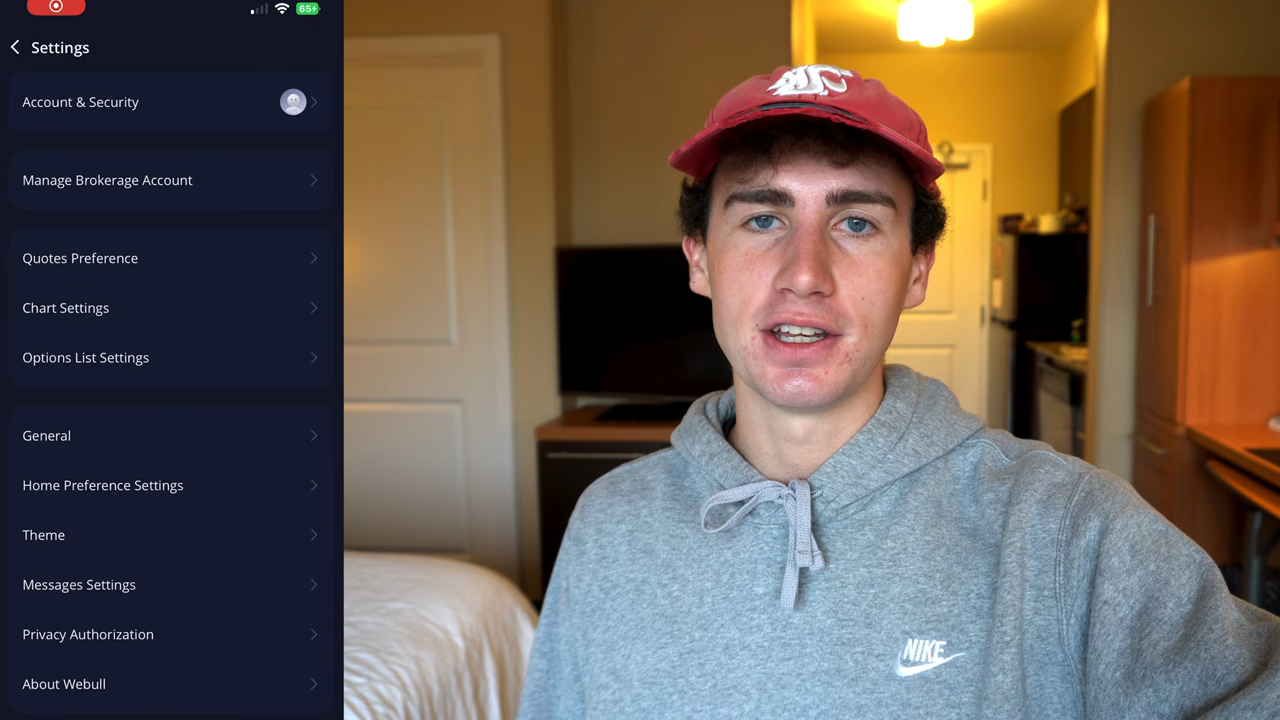 65
Settings
Account & Security
Manage Brokerage Account
Quotes Preference
Chart Settings
Options List Settings
General
Home Preference Settings
Theme
Messages Settings
Privacy Authorization
About Webull
WSC
NIKE